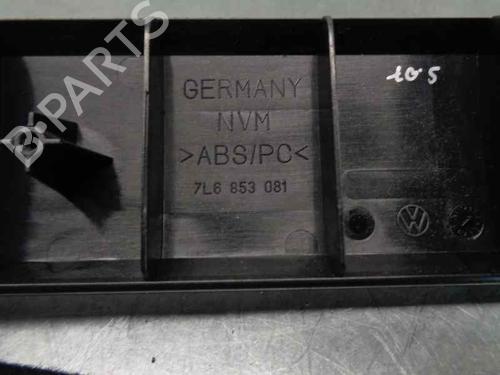 105
GERMANY
NVM
>ABS/PC<
7L6 853 081
B-PARTS